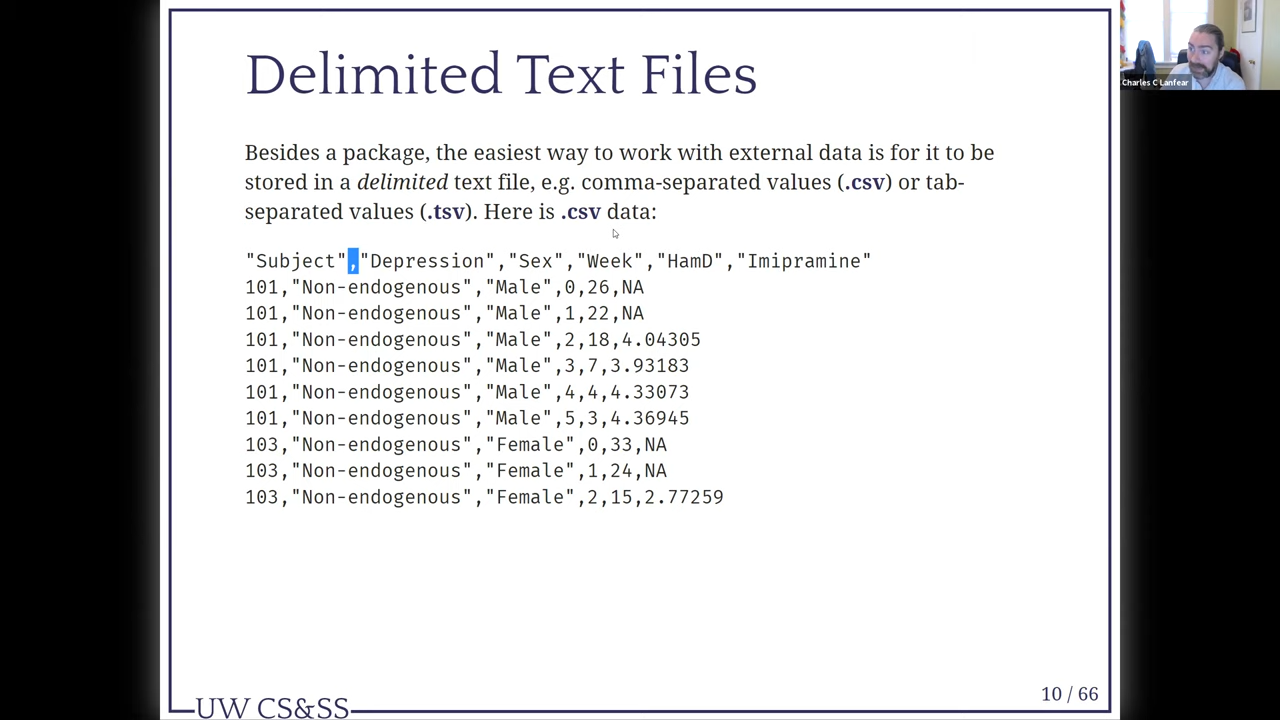 Delimited Text Files
Charles C Lanfear
Besides a package, the easiest way to work with external data is for it to be
stored in a delimited text file, e.g. comma-separated values (.csv) or tab-
separated values (.tsv). Here is .csv data:
"Subject","Depression","Sex","Week","HamD","Imipramine"
101,"Non-endogenous","Male",0,26,NA
101,"Non-endogenous","Male",1,22,NA
101,"Non-endogenous","Male",2,18,4.04305
101,"Non-endogenous","Male",3,7,3.93183
101,"Non-endogenous","Male",4,4,4.33073
101,"Non-endogenous","Male",5,3,4.36945
103,"Non-endogenous","Female",0,33,NA
103,"Non-endogenous","Female",1,24,NA
103,"Non-endogenous","Female",2,15,2.77259
10 / 66
UW CS&SS